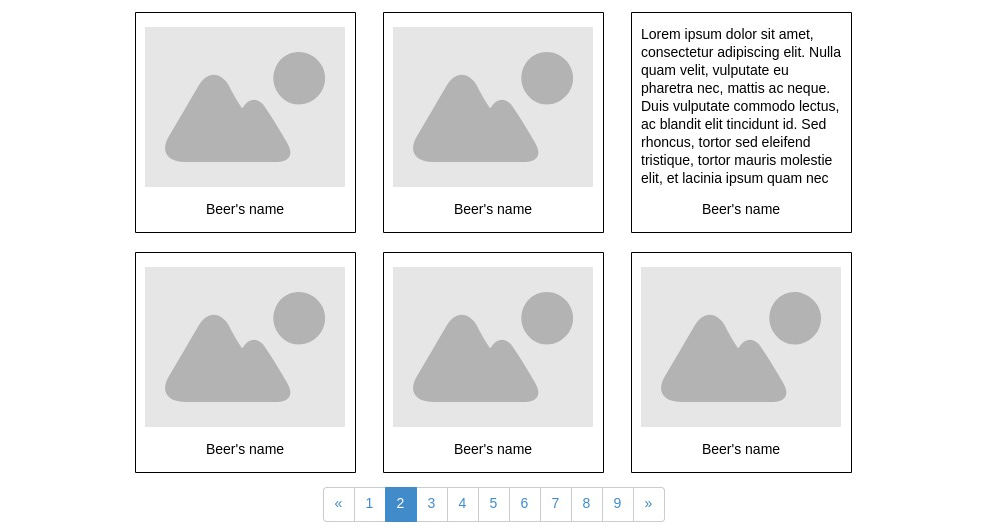 Lorem ipsum dolor sit amet,
consectetur adipiscing elit. Nulla
quam velit, vulputate eu
pharetra nec, mattis ac neque.
Duis vulputate commodo lectus,
ac blandit elit tincidunt id. Sed
rhoncus, tortor sed eleifend
tristique, tortor mauris molestie
elit, et lacinia ipsum quam nec
Beer's name
Beer's name
Beer's name
Beer's name
Beer's name
Beer's name
« 1 2 3 4 5 6 7 8 9 »